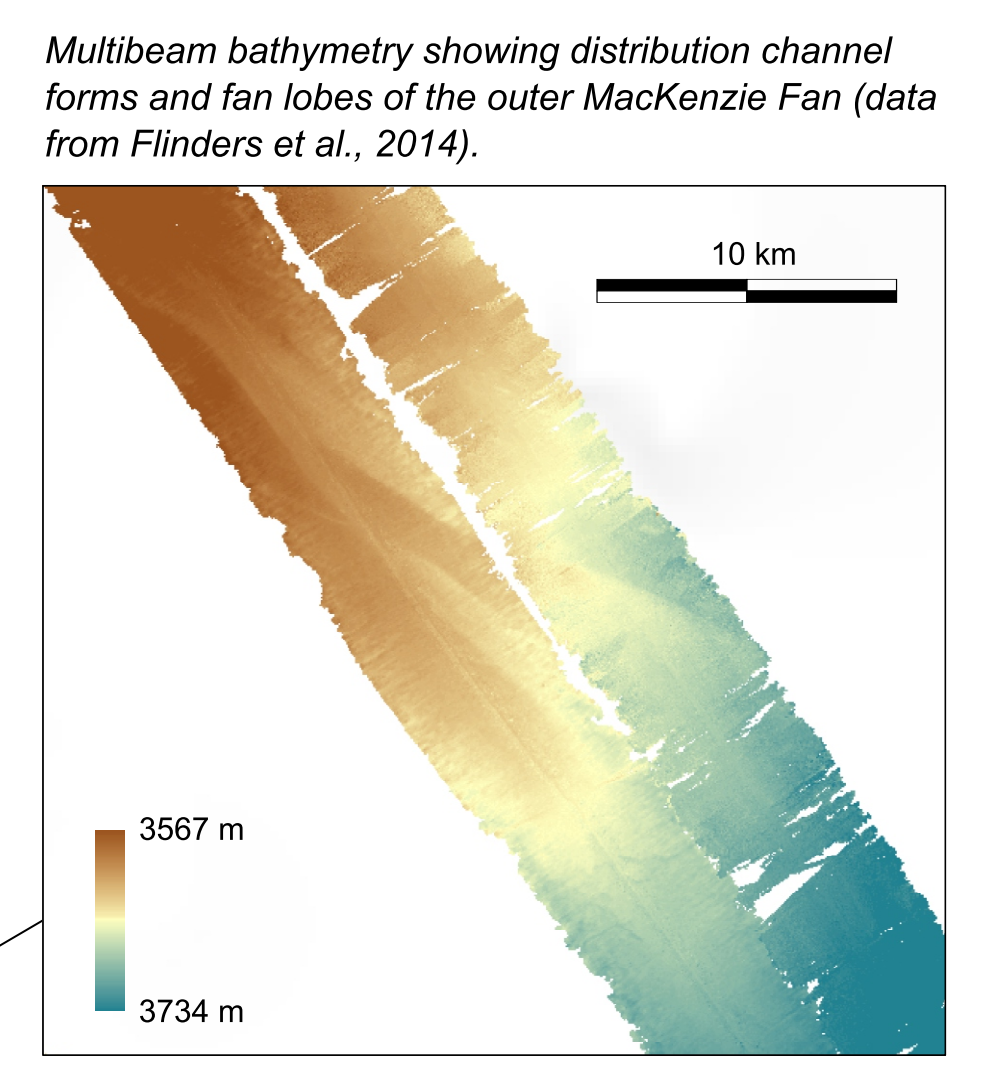 Multibeam bathymetry showing distribution channel
forms and fan lobes of the outer MacKenzie Fan (data
from Flinders et al., 2014).
10 km
3567 m
3734 m